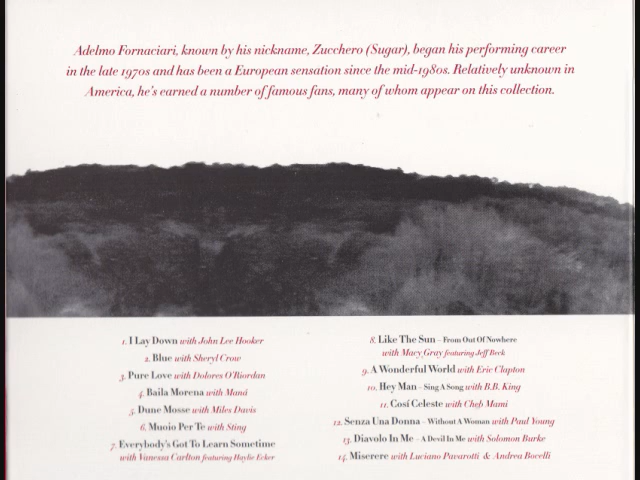 Adelmo Fornaciari, known by his nickname, Zucchero (Sugar), began his performing career
in the late 1970s and has been a European sensation since the mid-1980s. Relatively unknown in
America, he's earned a number of famous fans, many of whom appear on this collection.
1. I Lay Down with John Lee Hooker
2. Blue with Sheryl Crow
3. Pure Love with Dolores O'Riordan
4. Baila Morena with Maná
5. Dune Mosse with Miles Davis
6. Muoio Per Te with Sting
7. Everybody's Got To Learn Sometime
with Vanessa Carlton featuring Haylie Ecker
8. Like The Sun – From Out Of Nowhere
with Macy Gray featuring Jeff Beck
9. A Wonderful World with Eric Clapton
10. Hey Man – Sing A Song with B.B. King
11. Cosí Celeste with Cheb Mami
12. Senza Una Donna – Without A Woman with Paul Young
13. Diavolo In Me – A Devil In Me with Solomon Burke
14. Miserere with Luciano Pavarotti & Andrea Bocelli